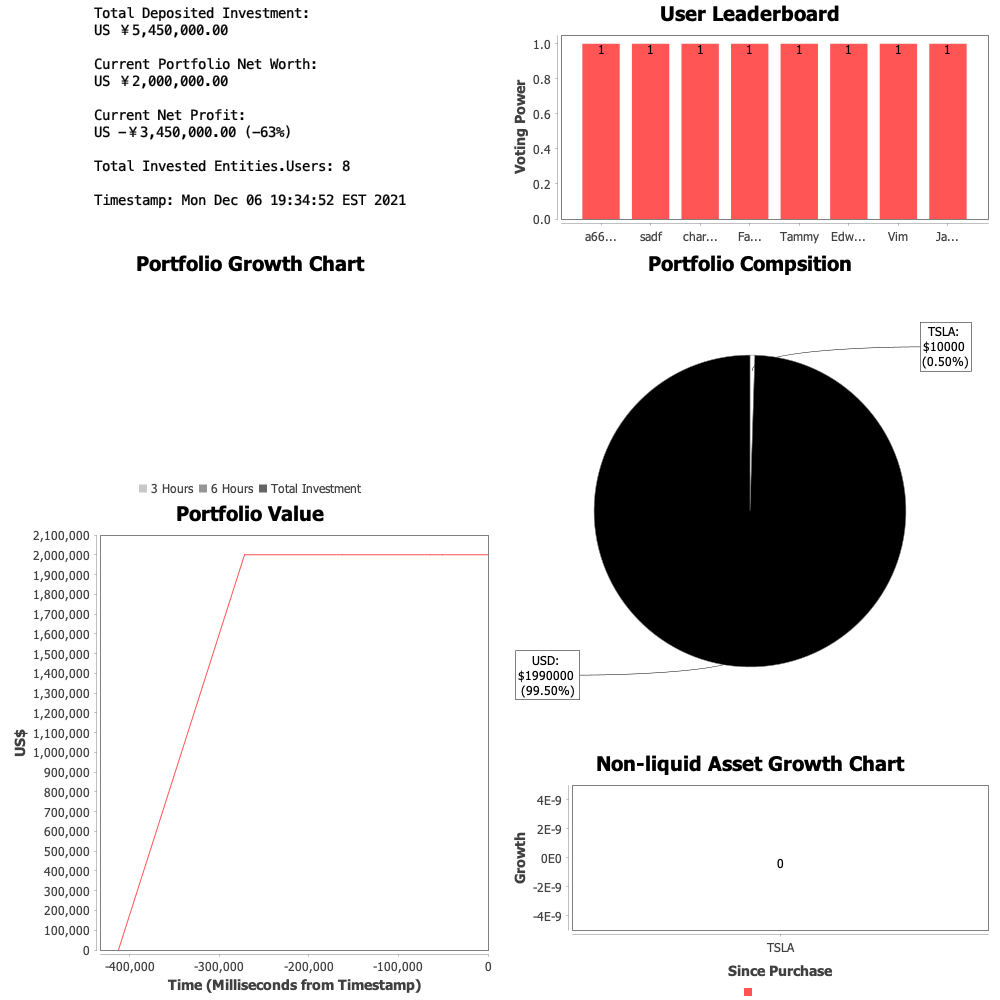 Total Deposited Investment:
US ¥5,450,000.00
Current Portfolio Net Worth:
US ¥2,000,000.00
Current Net Profit:
US -¥3,450,000.00 (-63%)
Total Invested Entities.Users: 8
Timestamp: Mon Dec 06 19:34:52 EST 2021
User Leaderboard
Voting Power
1.0
0.8
0.6
0.4
0.2
0.0
1 1 1 1 1 1 1 1
a66... sadf char... Fa... Tammy Edw... Vim Ja...
Portfolio Growth Chart
3 Hours 6 Hours Total Investment
Portfolio Compsition
TSLA:
$10000
(0.50%)
USD:
$1990000
(99.50%)
Portfolio Value
US$
2,100,000
2,000,000
1,900,000
1,800,000
1,700,000
1,600,000
1,500,000
1,400,000
1,300,000
1,200,000
1,100,000
1,000,000
900,000
800,000
700,000
600,000
500,000
400,000
300,000
200,000
100,000
0
-400,000 -300,000 -200,000 -100,000 0
Time (Milliseconds from Timestamp)
Non-liquid Asset Growth Chart
Growth
4E-9
2E-9
0E0
-2E-9
-4E-9
0
TSLA
Since Purchase